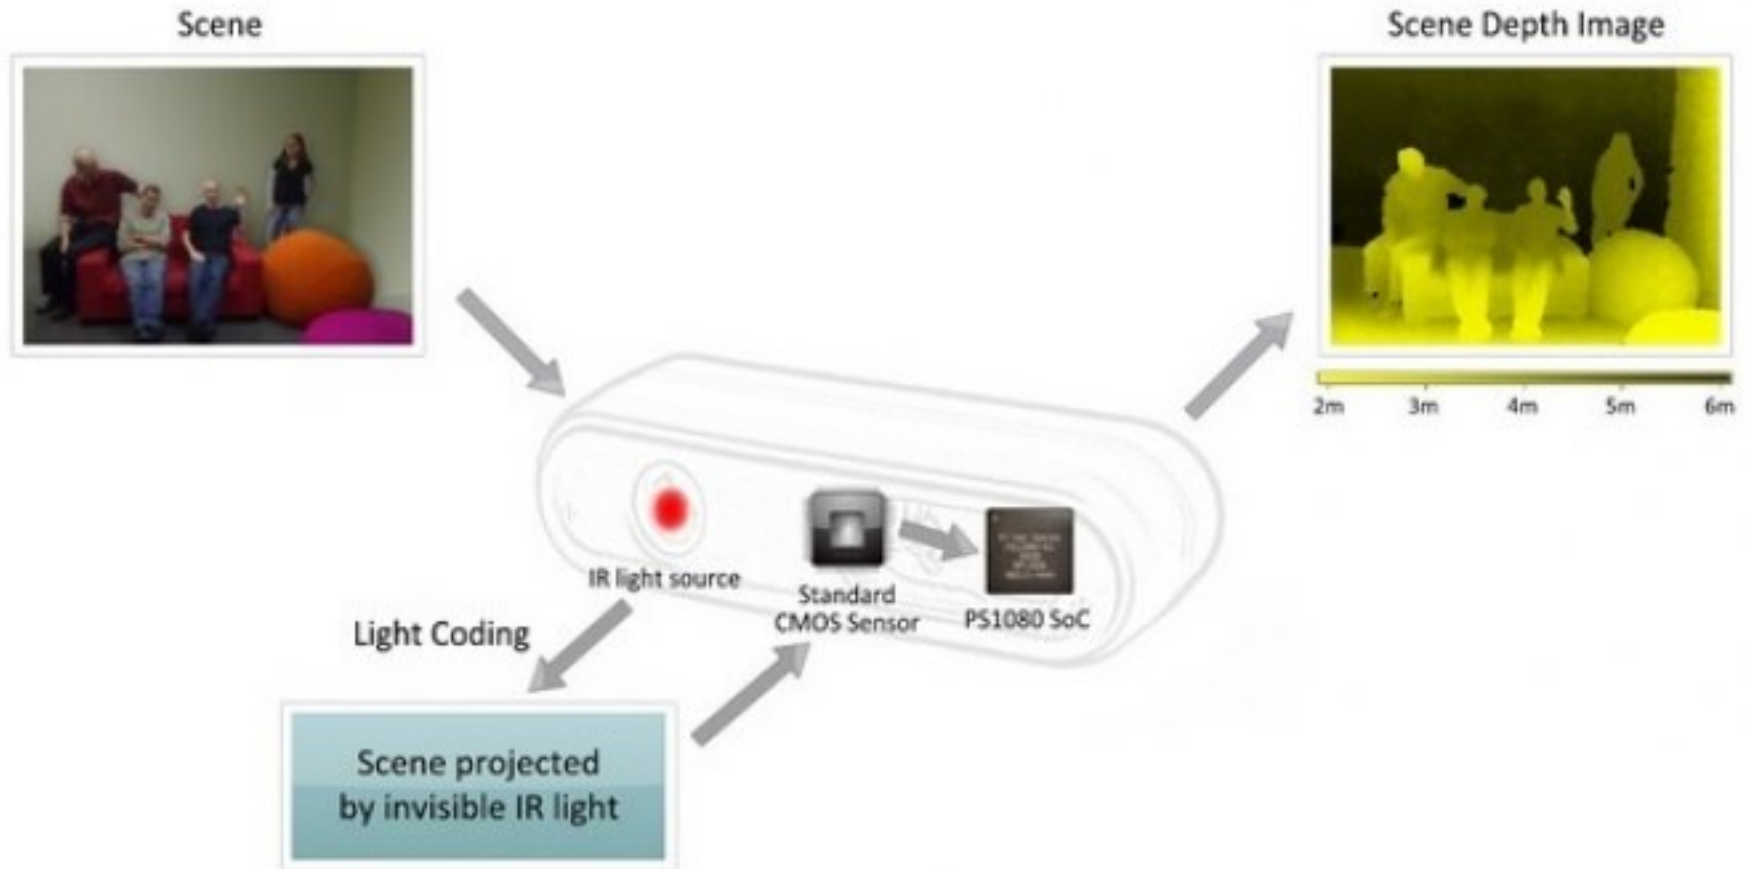 Scene
Scene Depth Image
2m 3m 4m 5m 6m
IR light source
Standard
CMOS Sensor
PS1080 SoC
Light Coding
Scene projected
by invisible IR light